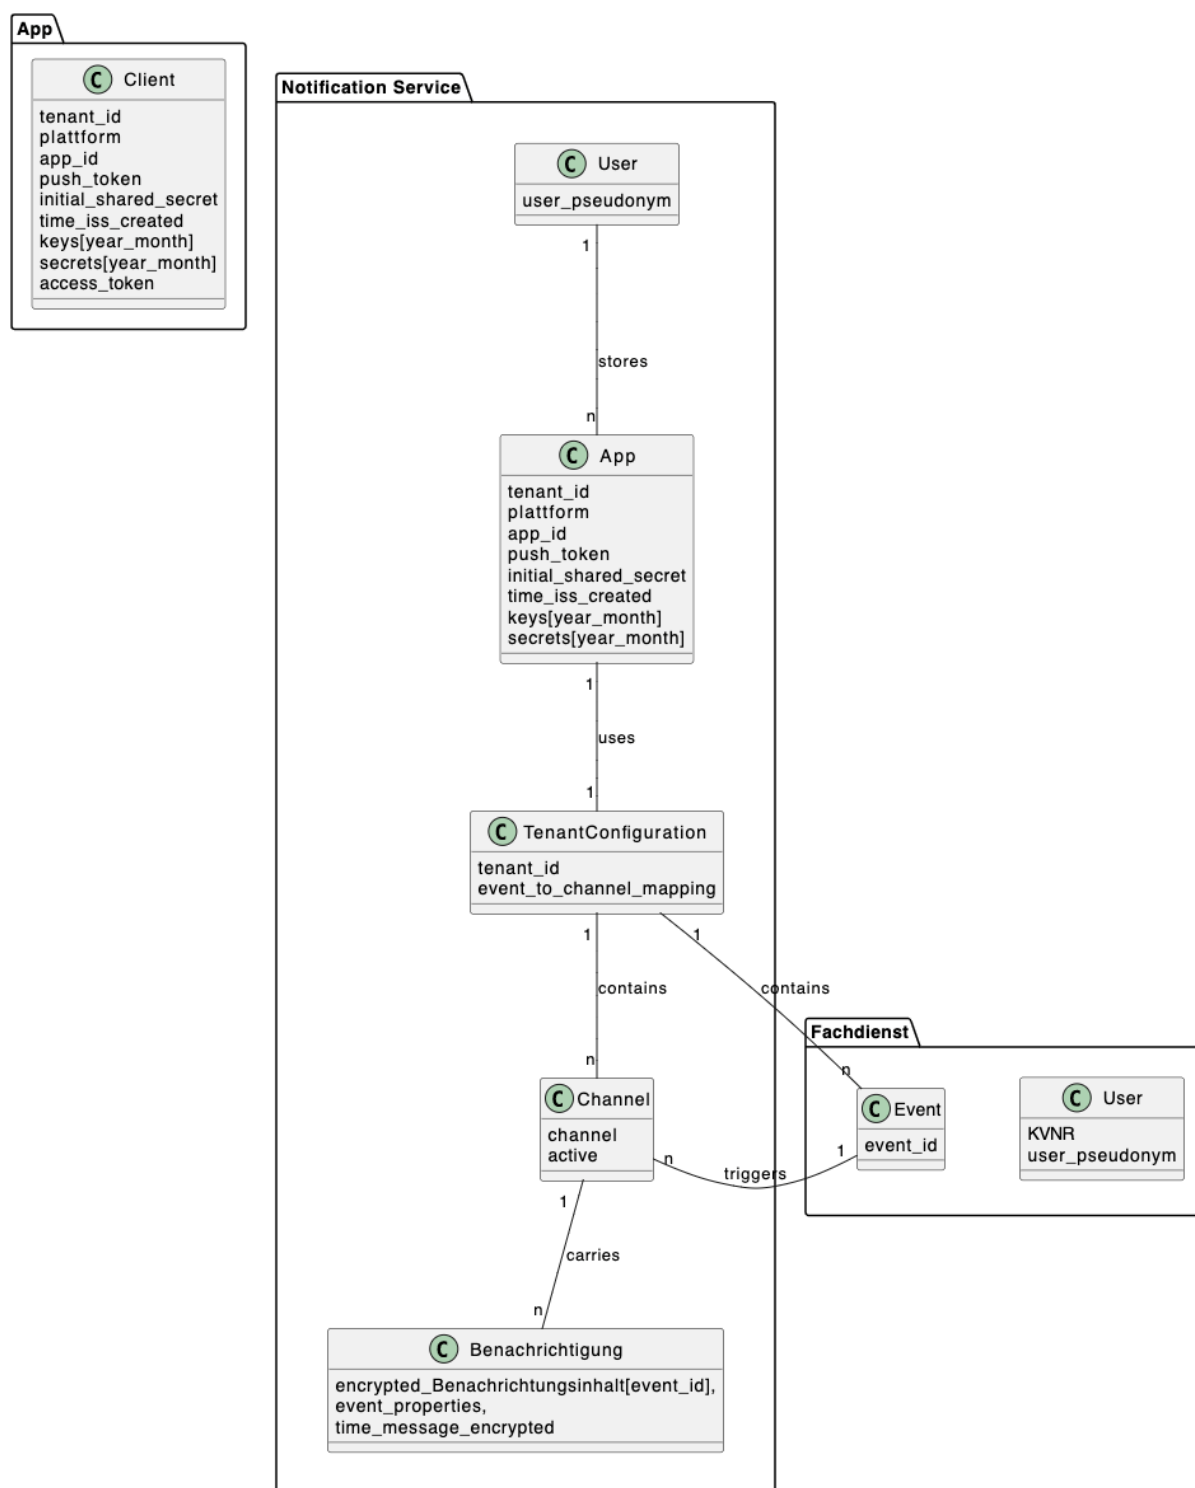 App
C Client
tenant_id
plattform
app_id
push_token
initial_shared_secret
time_iss_created
keys[year_month]
secrets[year_month]
access_token
Notification Service
C User
user_pseudonym
1
stores
n
C App
tenant_id
plattform
app_id
push_token
initial_shared_secret
time_iss_created
keys[year_month]
secrets[year_month]
1
uses
1
C TenantConfiguration
tenant_id
event_to_channel_mapping
1
1
contains
contains
n
n
Fachdienst
C Channel
channel
active
C Event
event_id
C User
KVNR
user_pseudonym
n
triggers
1
1
carries
n
C Benachrichtigung
encrypted_Benachrichtungsinhalt[event_id],
event_properties,
time_message_encrypted